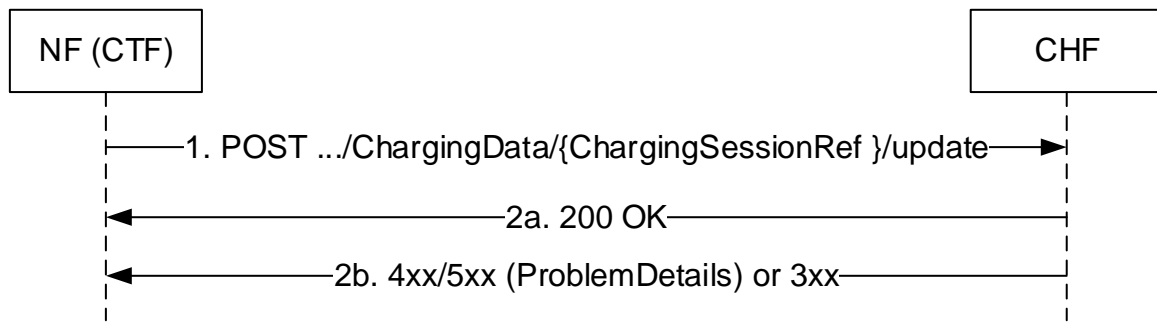 NF (CTF)
CHF
1. POST .../ChargingData/{ChargingSessionRef }/update
2a. 200 OK
2b. 4xx/5xx (ProblemDetails) or 3xx